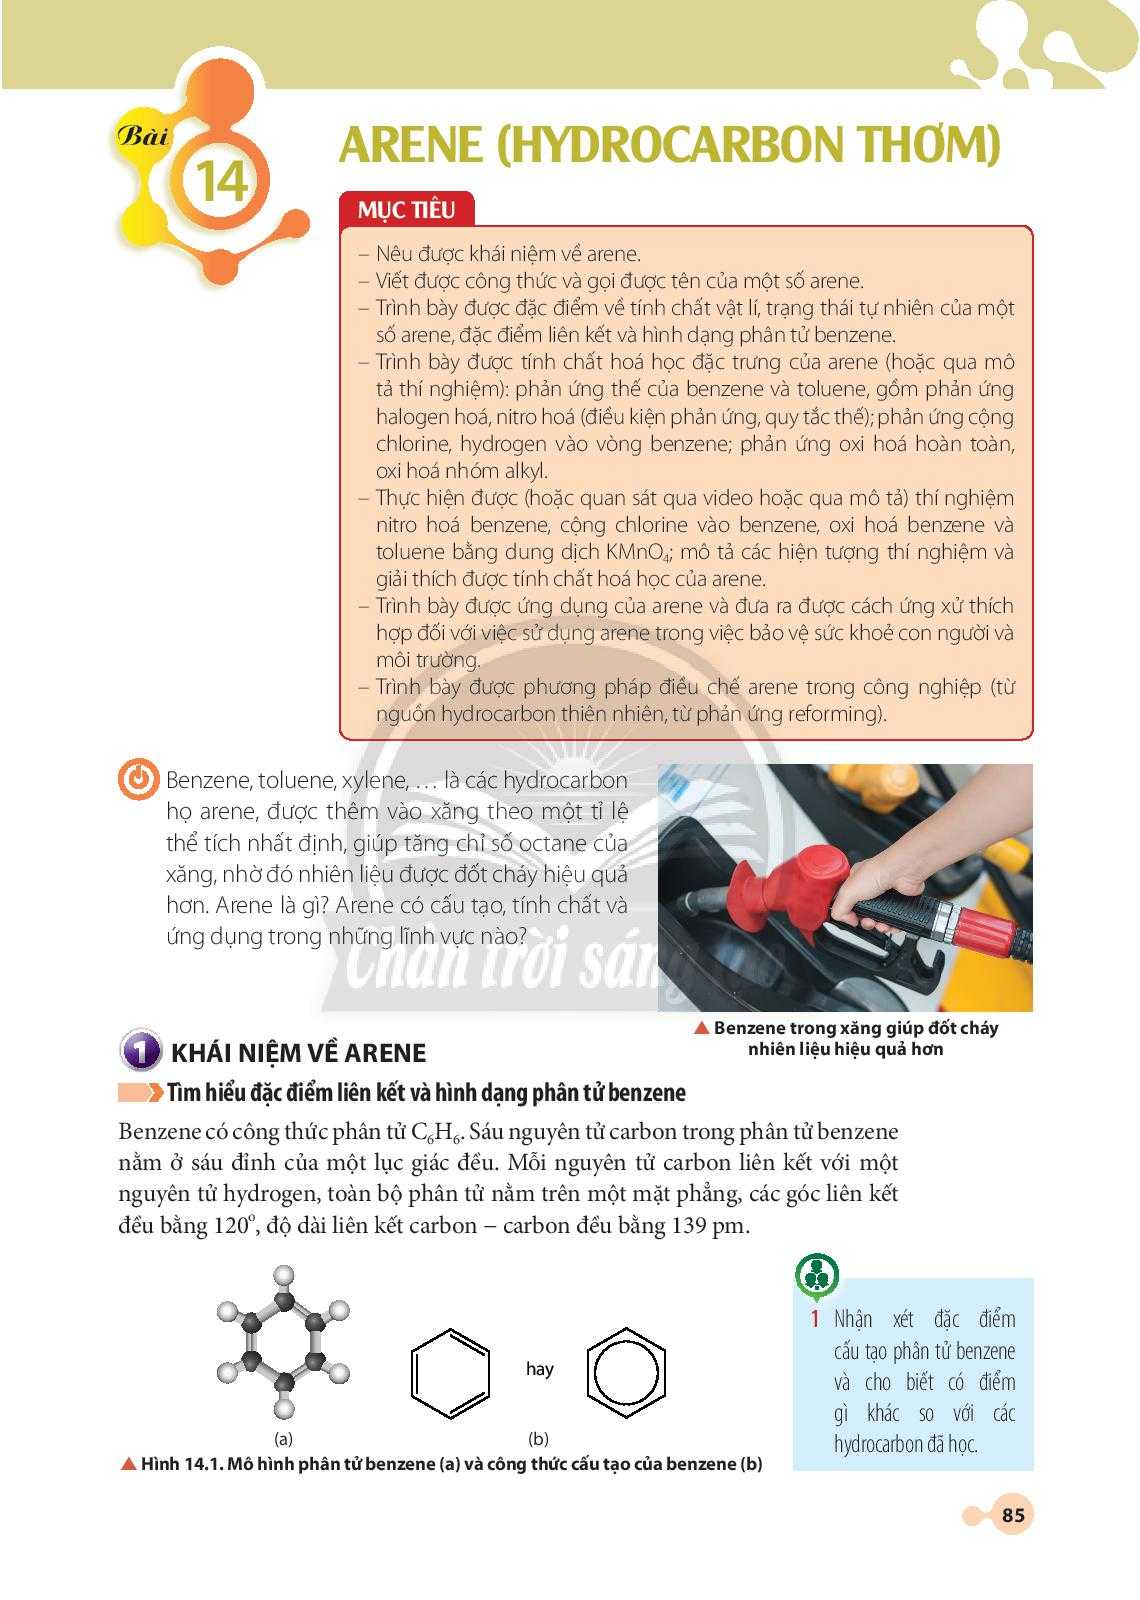 Bài
14
ARENE (HYDROCARBON THƠM)
MỤC TIÊU
– Nêu được khái niệm về arene.
– Viết được công thức và gọi được tên của một số arene.
– Trình bày được đặc điểm về tính chất vật lí, trạng thái tự nhiên của một
số arene, đặc điểm liên kết và hình dạng phân tử benzene.
– Trình bày được tính chất hoá học đặc trưng của arene (hoặc qua mô
tả thí nghiệm): phản ứng thế của benzene và toluene, gồm phản ứng
halogen hoá, nitro hoá (điều kiện phản ứng, quy tắc thế); phản ứng cộng
chlorine, hydrogen vào vòng benzene; phản ứng oxi hoá hoàn toàn,
oxi hoá nhóm alkyl.
– Thực hiện được (hoặc quan sát qua video hoặc qua mô tả) thí nghiệm
nitro hoá benzene, cộng chlorine vào benzene, oxi hoá benzene và
toluene bằng dung dịch KMnO₄; mô tả các hiện tượng thí nghiệm và
giải thích được tính chất hoá học của arene.
– Trình bày được ứng dụng của arene và đưa ra được cách ứng xử thích
hợp đối với việc sử dụng arene trong việc bảo vệ sức khoẻ con người và
môi trường.
– Trình bày được phương pháp điều chế arene trong công nghiệp (từ
nguồn hydrocarbon thiên nhiên, từ phản ứng reforming).
Benzene, toluene, xylene, … là các hydrocarbon
họ arene, được thêm vào xăng theo một tỉ lệ
thể tích nhất định, giúp tăng chỉ số octane của
xăng, nhờ đó nhiên liệu được đốt cháy hiệu quả
hơn. Arene là gì? Arene có cấu tạo, tính chất và
ứng dụng trong những lĩnh vực nào?
Chân trời sáng tạo
▲ Benzene trong xăng giúp đốt cháy
nhiên liệu hiệu quả hơn
1 KHÁI NIỆM VỀ ARENE
Tìm hiểu đặc điểm liên kết và hình dạng phân tử benzene
Benzene có công thức phân tử C₆H₆. Sáu nguyên tử carbon trong phân tử benzene
nằm ở sáu đỉnh của một lục giác đều. Mỗi nguyên tử carbon liên kết với một
nguyên tử hydrogen, toàn bộ phân tử nằm trên một mặt phẳng, các góc liên kết
đều bằng 120°, độ dài liên kết carbon – carbon đều bằng 139 pm.
hay
(a)
(b)
▲ Hình 14.1. Mô hình phân tử benzene (a) và công thức cấu tạo của benzene (b)
1 Nhận xét đặc điểm
cấu tạo phân tử benzene
và cho biết có điểm
gì khác so với các
hydrocarbon đã học.
85